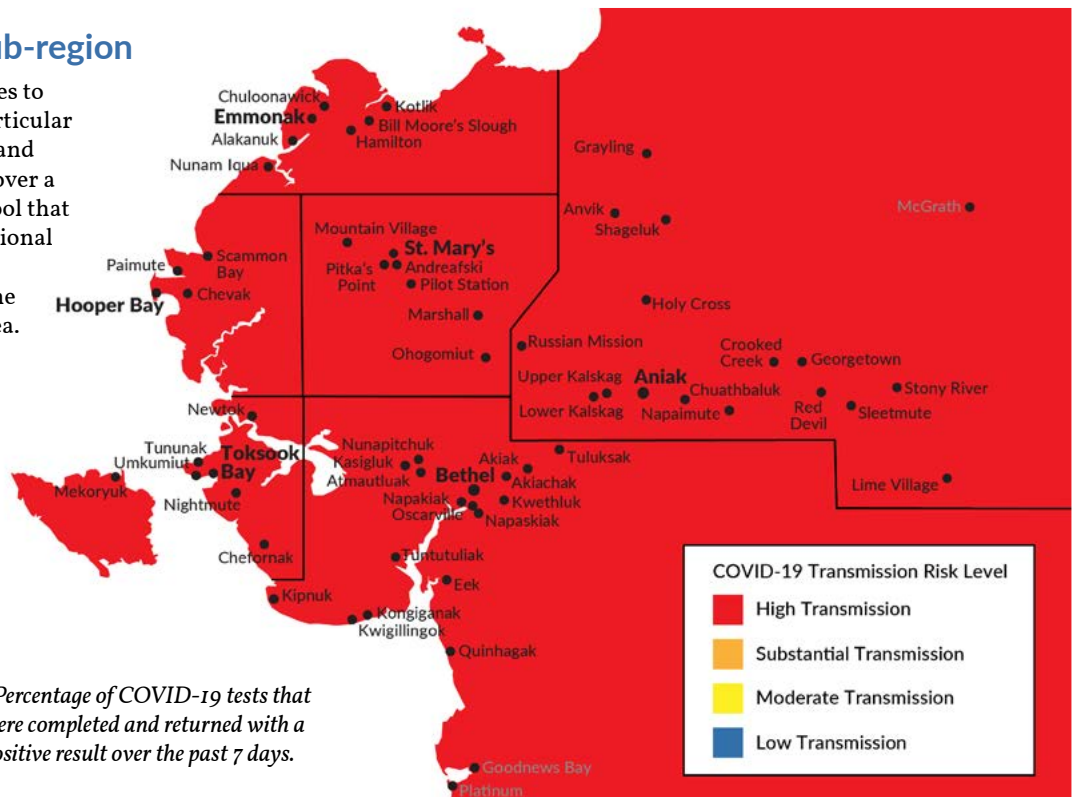 b-region
es to
rticular
and
over a
ool that
ional
he
ea.
Chuloonawick
Emmonak
Alakanuk
Nunam Iqua
Kotlik
Bill Moore's Slough
Hamilton
Grayling
McGrath
Anvik
Shageluk
Mountain Village
St. Mary's
Pitka's
Point
Andreafski
Pilot Station
Scammon
Bay
Paimute
Chevak
Hooper Bay
Marshall
Holy Cross
Ohogomiut
Russian Mission
Crooked
Creek
Georgetown
Upper Kalskag
Aniak
Chuathbaluk
Stony River
Lower Kalskag
Napaimute
Red
Devil
Sleetmute
Newtok
Tununak
Umkumiut
Toksook
Bay
Nunapitchuk
Kasigluk
Atmautluak
Akiak
Bethel
Tuluksak
Akiachak
Lime Village
Mekoryuk
Nightmute
Napakiak
Oscarville
Kwethluk
Napaskiak
Chefornak
Tuntutuliak
Eek
Kipnuk
Kongiganak
Kwigillingok
Quinhagak
Goodnews Bay
Platinum
COVID-19 Transmission Risk Level
High Transmission
Substantial Transmission
Moderate Transmission
Low Transmission
Percentage of COVID-19 tests that
ere completed and returned with a
ositive result over the past 7 days.